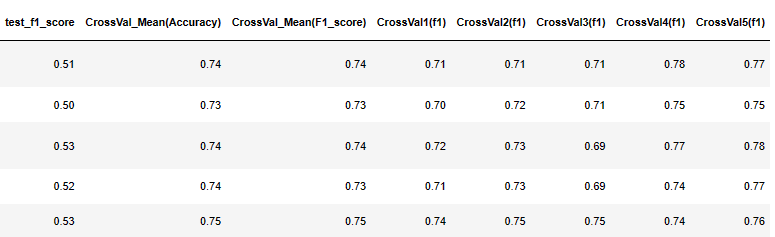 test_f1_score CrossVal_Mean(Accuracy) CrossVal_Mean(F1_score) CrossVal1(f1) CrossVal2(f1) CrossVal3(f1) CrossVal4(f1) CrossVal5(f1)
0.51 0.74 0.74 0.71 0.71 0.71 0.78 0.77
0.50 0.73 0.73 0.70 0.72 0.71 0.75 0.75
0.53 0.74 0.74 0.72 0.73 0.69 0.77 0.78
0.52 0.74 0.73 0.71 0.73 0.69 0.74 0.77
0.53 0.75 0.75 0.74 0.75 0.75 0.74 0.76